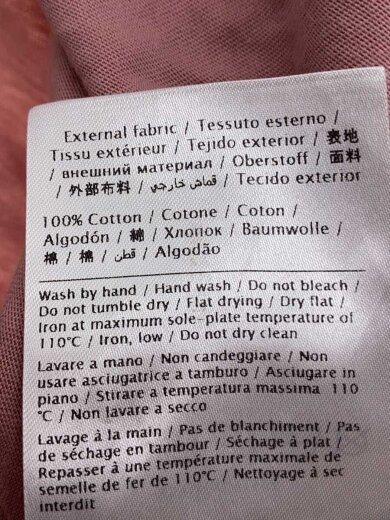 External fabric / Tessuto esterno /
Tissu extérieur / Tejido exterior / 表地
/ внешний материал / Oberstoff / 面料
/ 外部布料 / قماش خارجي / Tecido exterior
100% Cotton / Cotone / Coton /
Algodón / 綿 / Хлопок / Baumwolle /
棉 / 棉 / قطن / Algodão
Wash by hand / Hand wash / Do not bleach /
Do not tumble dry / Flat drying / Dry flat /
Iron at maximum sole-plate temperature of
110°C / Iron, low / Do not dry clean
Lavare a mano / Non candeggiare / Non
usare asciugatrice a tamburo / Asciugare in
piano / Stirare a temperatura massima 110
°C / Non lavare a secco
Lavage à la main / Pas de blanchiment / Pas
de séchage en tambour / Séchage à plat /
Repasser à une température maximale de
semelle de fer de 110°C / Nettoyage à sec
interdit